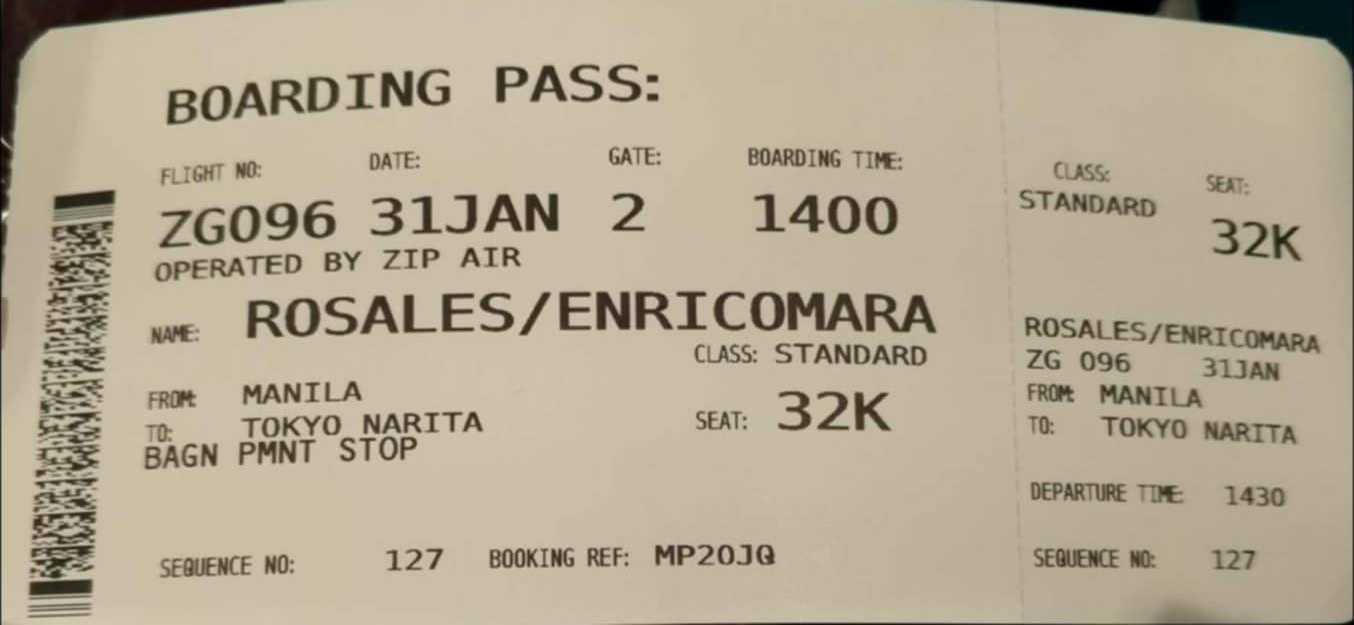 BOARDING PASS:
FLIGHT NO: DATE: GATE: BOARDING TIME:
ZG096 31JAN 2 1400
OPERATED BY ZIP AIR
NAME: ROSALES/ENRICOMARA
CLASS: STANDARD
FROM: MANILA
TO: TOKYO NARITA
SEAT: 32K
BAGN PMNT STOP
SEQUENCE NO: 127 BOOKING REF: MP20JQ
CLASS: SEAT:
STANDARD 32K
ROSALES/ENRICOMARA
ZG 096 31JAN
FROM: MANILA
TO: TOKYO NARITA
DEPARTURE TIME: 1430
SEQUENCE NO: 127